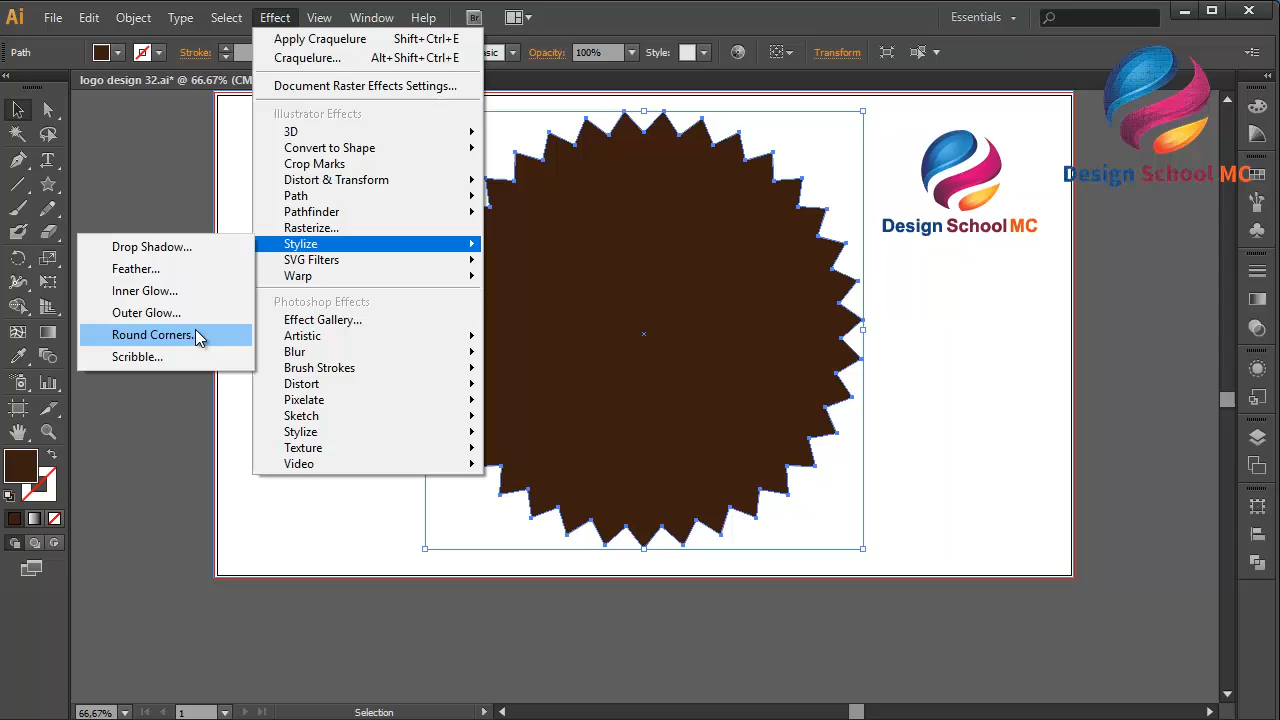 Ai File Edit Object Type Select Effect View Window Help Br Essentials
Path Stroke: sic Opacity: 100% Style: Transform
logo design 32.ai* @ 66.67% (CM
Apply Craquelure Shift+Ctrl+E
Craquelure... Alt+Shift+Ctrl+E
Document Raster Effects Settings...
Illustrator Effects
3D
Convert to Shape
Crop Marks
Distort & Transform
Path
Pathfinder
Rasterize...
Stylize
SVG Filters
Warp
Photoshop Effects
Effect Gallery...
Artistic
Blur
Brush Strokes
Distort
Pixelate
Sketch
Stylize
Texture
Video
Drop Shadow...
Feather...
Inner Glow...
Outer Glow...
Round Corners..
Scribble...
Design School MC
Design School MC
66,67% 1 Selection